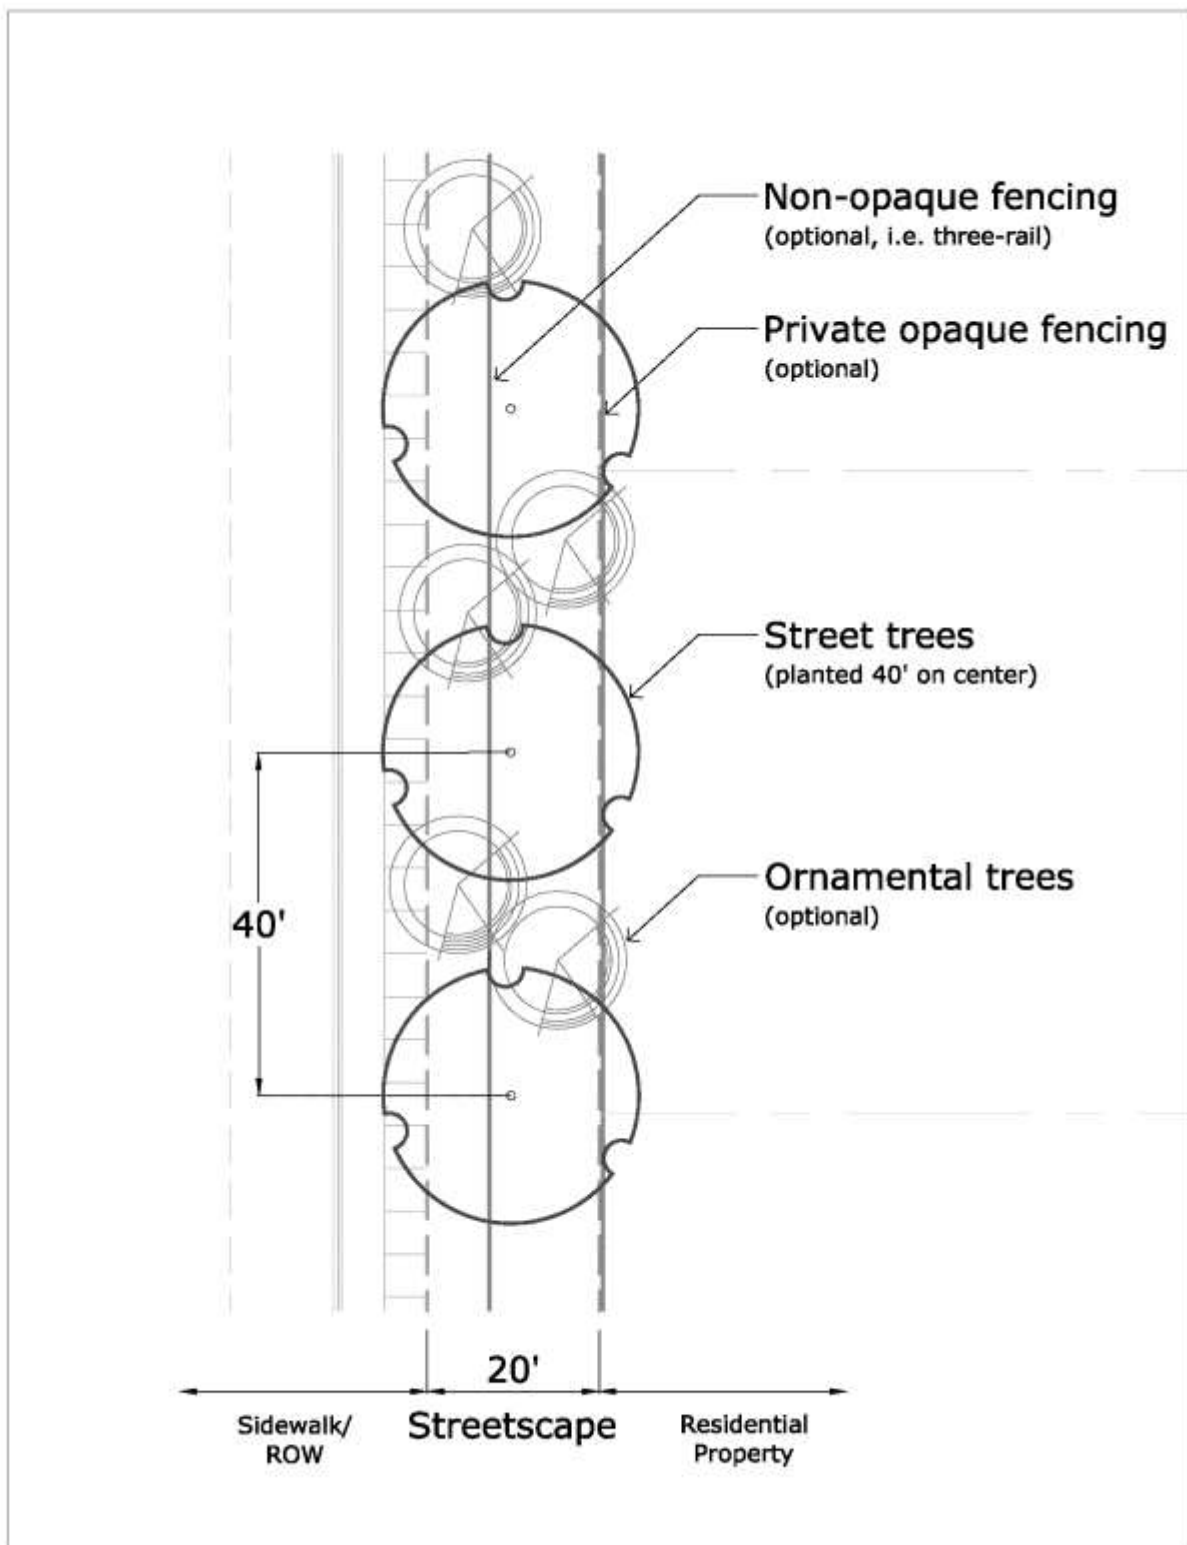 Non-opaque fencing
(optional, i.e. three-rail)
Private opaque fencing
(optional)
Street trees
(planted 40' on center)
Ornamental trees
(optional)
40'
20'
Sidewalk/
ROW
Streetscape
Residential
Property